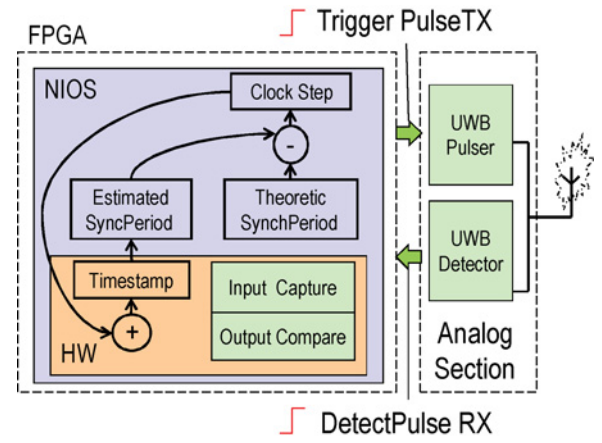 Trigger PulseTX
FPGA
NIOS
Clock Step
-
Estimated
SyncPeriod
Theoretic
SynchPeriod
Timestamp
+
HW
Input Capture
Output Compare
UWB
Pulser
UWB
Detector
Analog
Section
DetectPulse RX